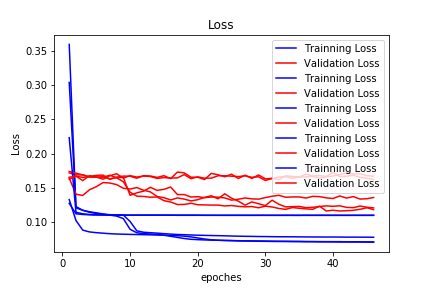 Loss
0.35
0.30
0.25
0.20
0.15
0.10
Loss
0
10
20
30
40
epoches
Trainning Loss
Validation Loss
Trainning Loss
Validation Loss
Trainning Loss
Validation Loss
Trainning Loss
Validation Loss
Trainning Loss
Validation Loss